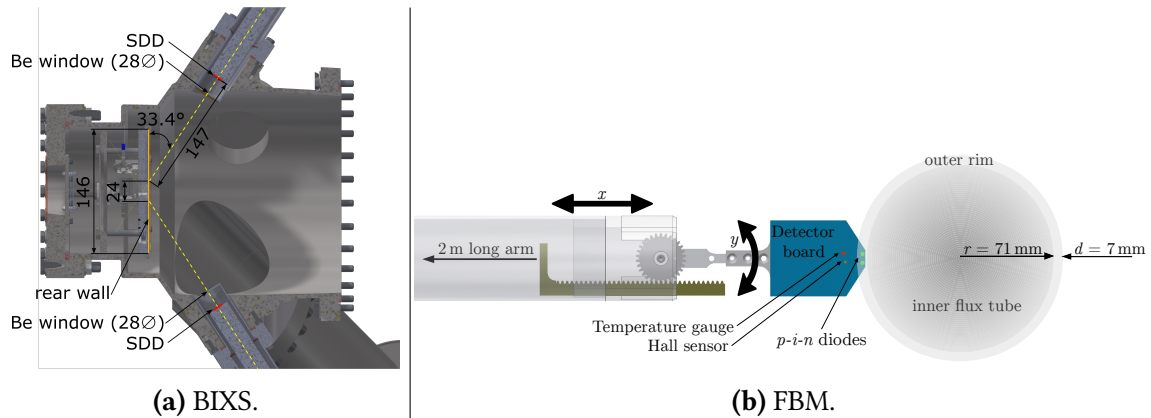 SDD
Be window (28∅)
33.4°
147
146
24
rear wall
Be window (28∅)
SDD
(a) BIXS.
x
2 m long arm
y
Detector
board
outer rim
r = 71 mm
d = 7 mm
inner flux tube
Temperature gauge
Hall sensor
p-i-n diodes
(b) FBM.